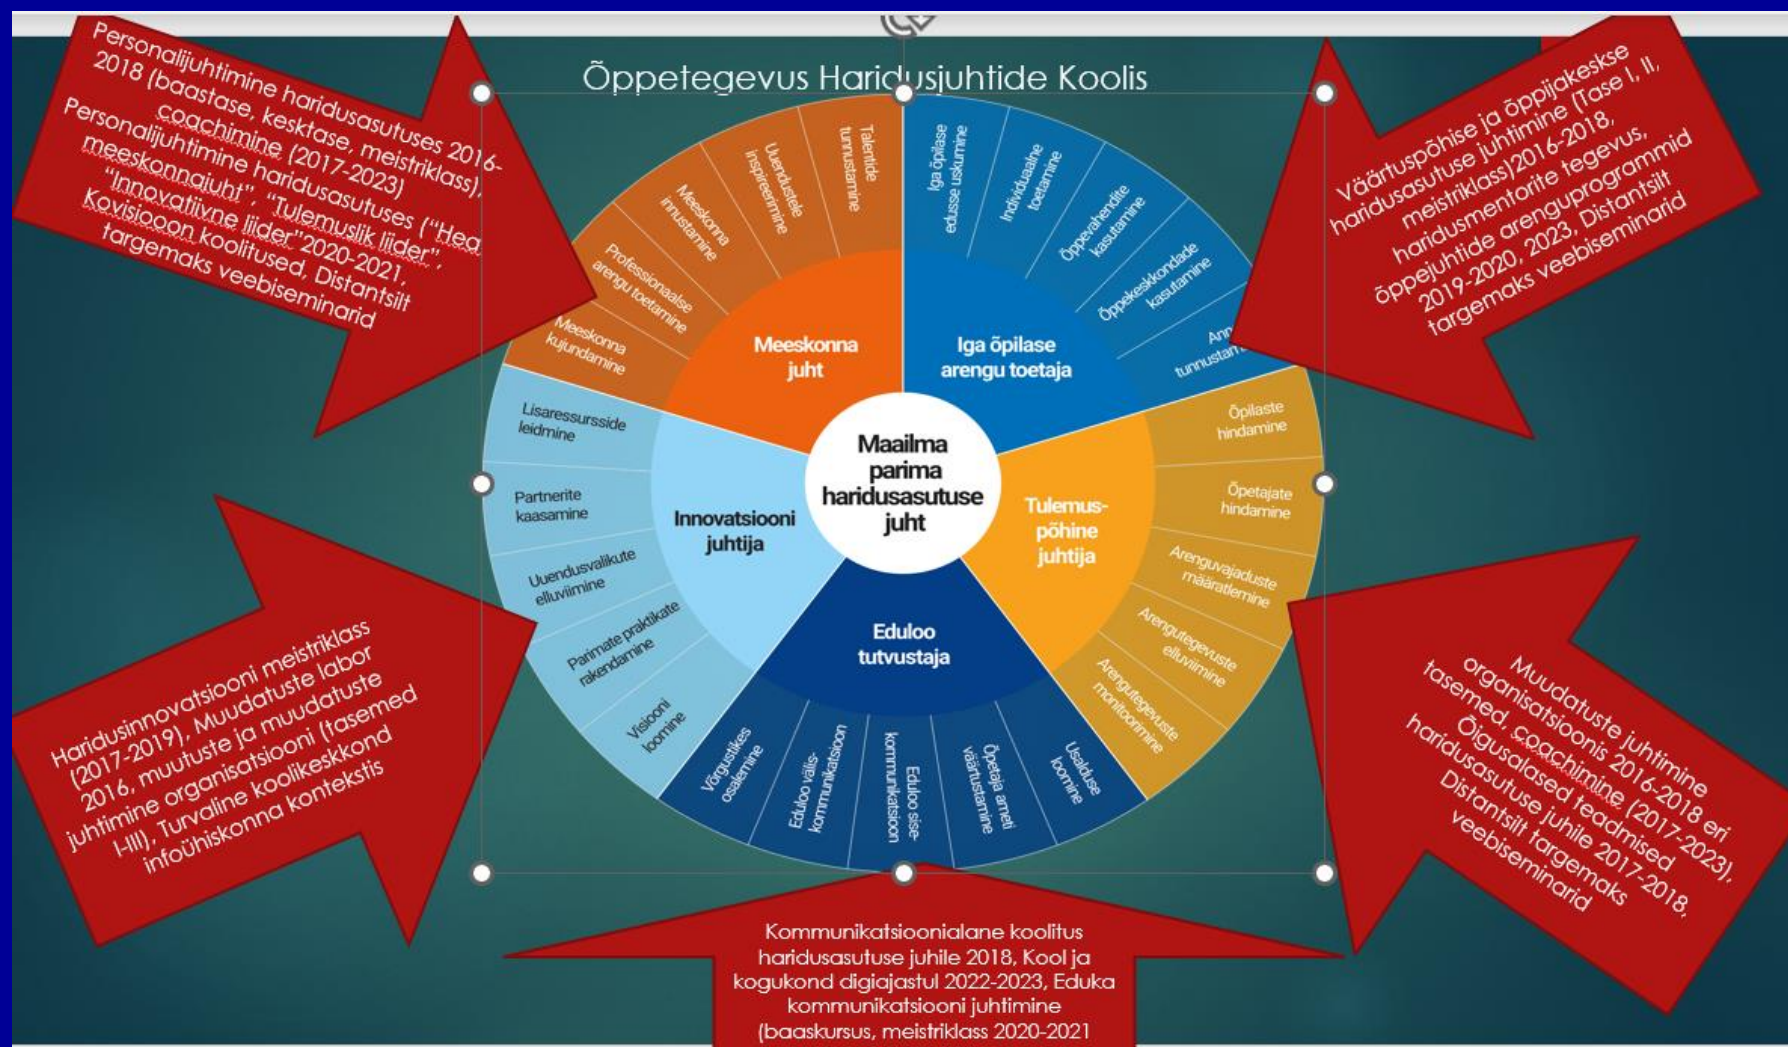 Õppetegevus Haridusjuhtide Koolis
Personalijuhtimine haridusasutuses 2016-
2018 (baastase, kesktase, meistriklass),
coachimine (2017-2023)
Personalijuhtimine haridusasutuses ("Hea
meeskonnajuht", "Tulemuslik liider",
"Innovatiivne liider"2020-2021,
Kovisioon koolitused, Distantsilt
targemaks veebiseminarid
Väärtuspõhise ja õppijakeskse
haridusasutuse juhtimine (Tase I, II,
meistriklass)2016-2018,
haridusmentorite tegevus,
õppejuhtide arenguprogrammid
2019-2020, 2023, Distantsilt
targemaks veebiseminarid
Meeskonna
kujundamine
Professionaalse
arengu toetamine
Meeskonna
innustamine
Uuendustele
inspireerimine
Talentide
tunnustamine
Iga õpilase
edusse uskumine
Individuaalne
toetamine
Õppevahendite
kasutamine
Õppekeskkondade
kasutamine
Meeskonna
juht
Iga õpilase
arengu toetaja
Maailma
parima
haridusasutuse
juht
Innovatsiooni
juhtija
Tulemus-
põhine
juhtija
Eduloo
tutvustaja
Lisaressursside
leidmine
Partnerite
kaasamine
Uuendusvalikute
elluviimine
Parimate praktikate
rakendamine
Visiooni
loomine
Õpilaste
hindamine
Õpetajate
hindamine
Arenguvajaduste
määratlemine
Arengutegevuste
elluviimine
Arengutegevuste
monitoorimine
Võrgustikes
osalemine
Eduloo välis-
kommunikatsioon
Eduloo sise-
kommunikatsioon
Õpetaja ameti
väärtustamine
Usalduse
loomine
Haridusinnovatsiooni meistriklass
(2017-2019), Muudatuste labor
2016, muutuste ja muudatuste
juhtimine organisatsiooni (tasemed
I-III), Turvaline koolikeskkond
infoühiskonna kontekstis
Muudatuste juhtimine
organisatsioonis 2016-2018 eri
tasemed, coachimine (2017-2023),
Õigusalased teadmised
haridusasutuse juhile 2017-2018,
Distantsilt targemaks
veebiseminarid
Kommunikatsioonialane koolitus
haridusasutuse juhile 2018, Kool ja
kogukond digiajastul 2022-2023, Eduka
kommunikatsiooni juhtimine
(baaskursus, meistriklass 2020-2021